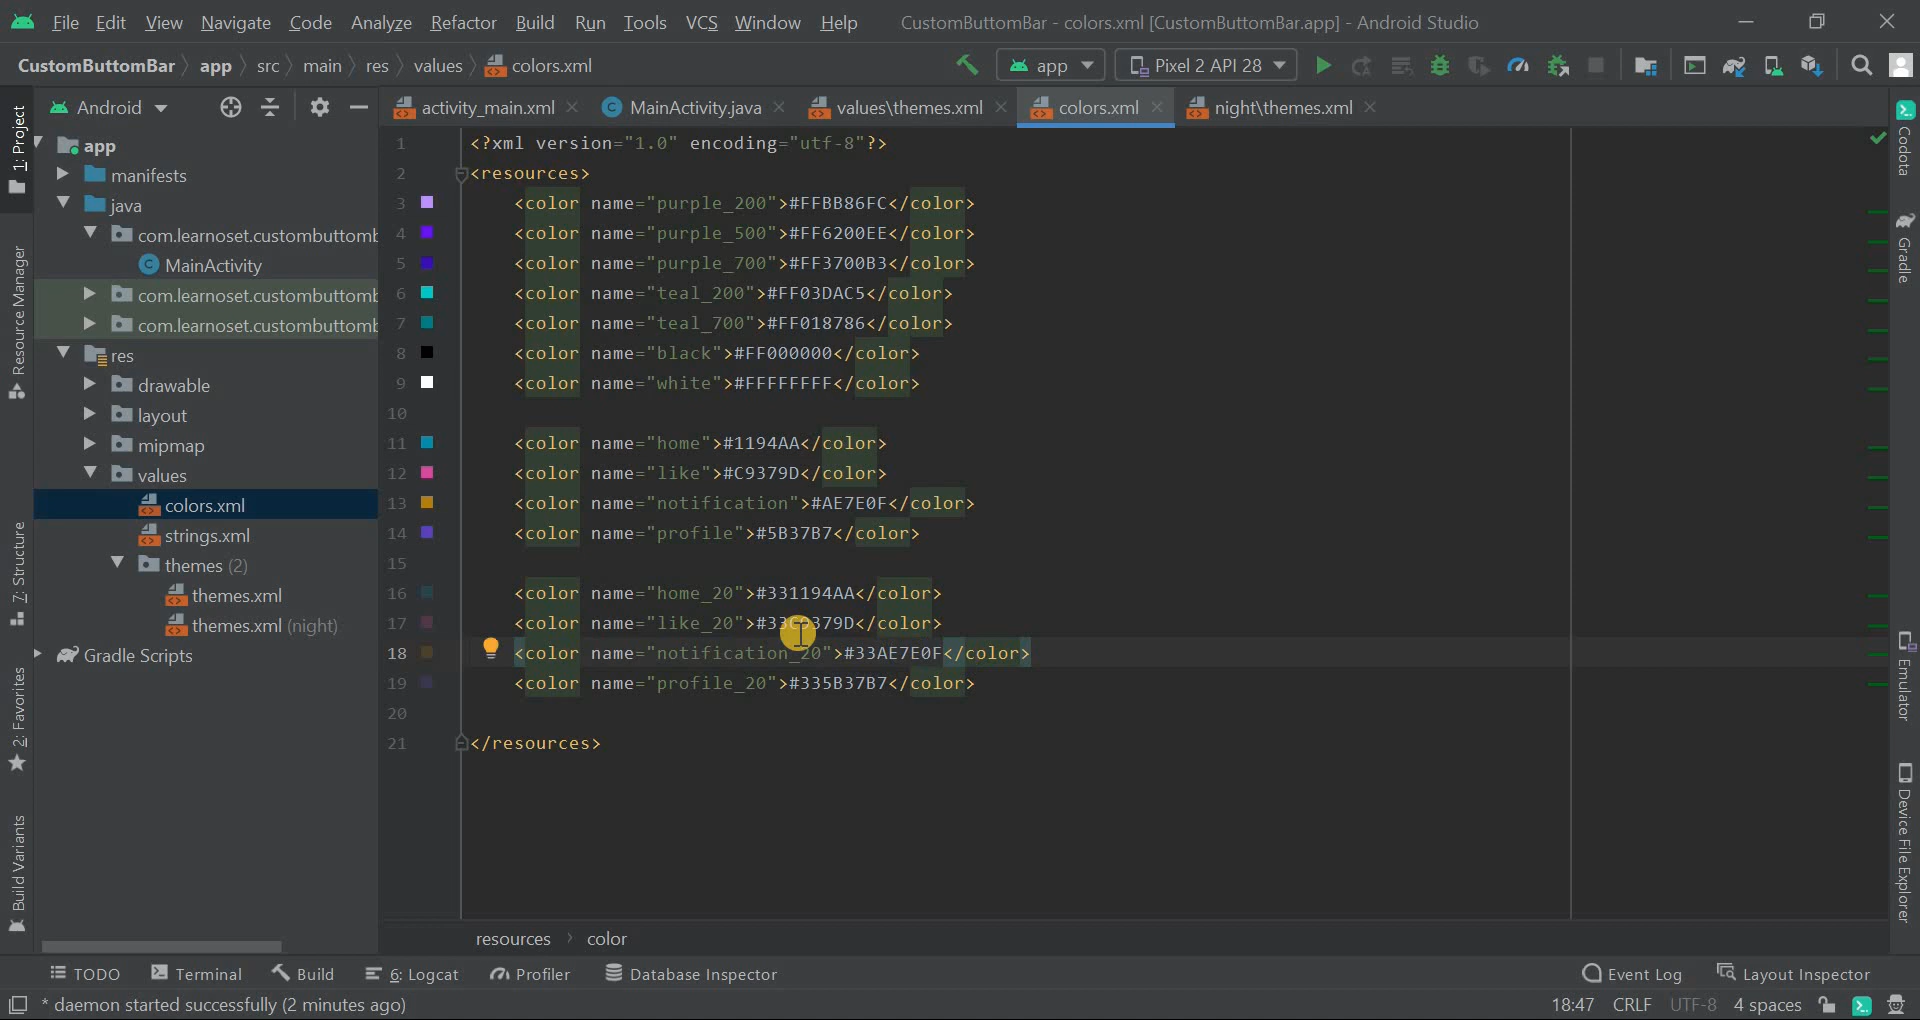 File Edit View Navigate Code Analyze Refactor Build Run Tools VCS Window Help CustomButtomBar - colors.xml [CustomButtomBar.app] - Android Studio
CustomButtomBar app src main res values colors.xml app Pixel 2 API 28
Android activity_main.xml MainActivity.java values\themes.xml colors.xml night\themes.xml
1: Project
Resource Manager
7: Structure
2: Favorites
Build Variants
app
manifests
java
com.learnoset.custombuttomb
MainActivity
com.learnoset.custombuttomb
com.learnoset.custombuttomb
res
drawable
layout
mipmap
values
colors.xml
strings.xml
themes (2)
themes.xml
themes.xml (night)
Gradle Scripts
1 <?xml version="1.0" encoding="utf-8"?>
2 <resources>
3 <color name="purple_200">#FFBB86FC</color>
4 <color name="purple_500">#FF6200EE</color>
5 <color name="purple_700">#FF3700B3</color>
6 <color name="teal_200">#FF03DAC5</color>
7 <color name="teal_700">#FF018786</color>
8 <color name="black">#FF000000</color>
9 <color name="white">#FFFFFFFF</color>
10
11 <color name="home">#1194AA</color>
12 <color name="like">#C9379D</color>
13 <color name="notification">#AE7E0F</color>
14 <color name="profile">#5B37B7</color>
15
16 <color name="home_20">#331194AA</color>
17 <color name="like_20">#33C9379D</color>
18 <color name="notification_20">#33AE7E0F</color>
19 <color name="profile_20">#335B37B7</color>
20
21 </resources>
Codota
Gradle
Emulator
Device File Explorer
resources color
TODO Terminal Build 6: Logcat Profiler Database Inspector Event Log Layout Inspector
* daemon started successfully (2 minutes ago) 18:47 CRLF UTF-8 4 spaces